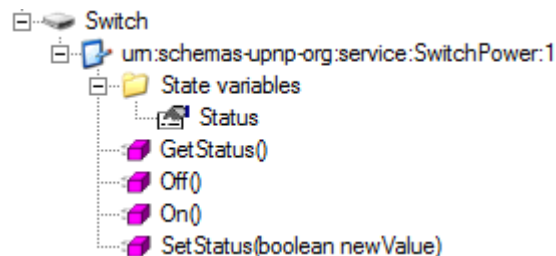 Switch
urn:schemas-upnp-org:service:SwitchPower:1
State variables
Status
GetStatus()
Off()
On()
SetStatus(boolean newValue)